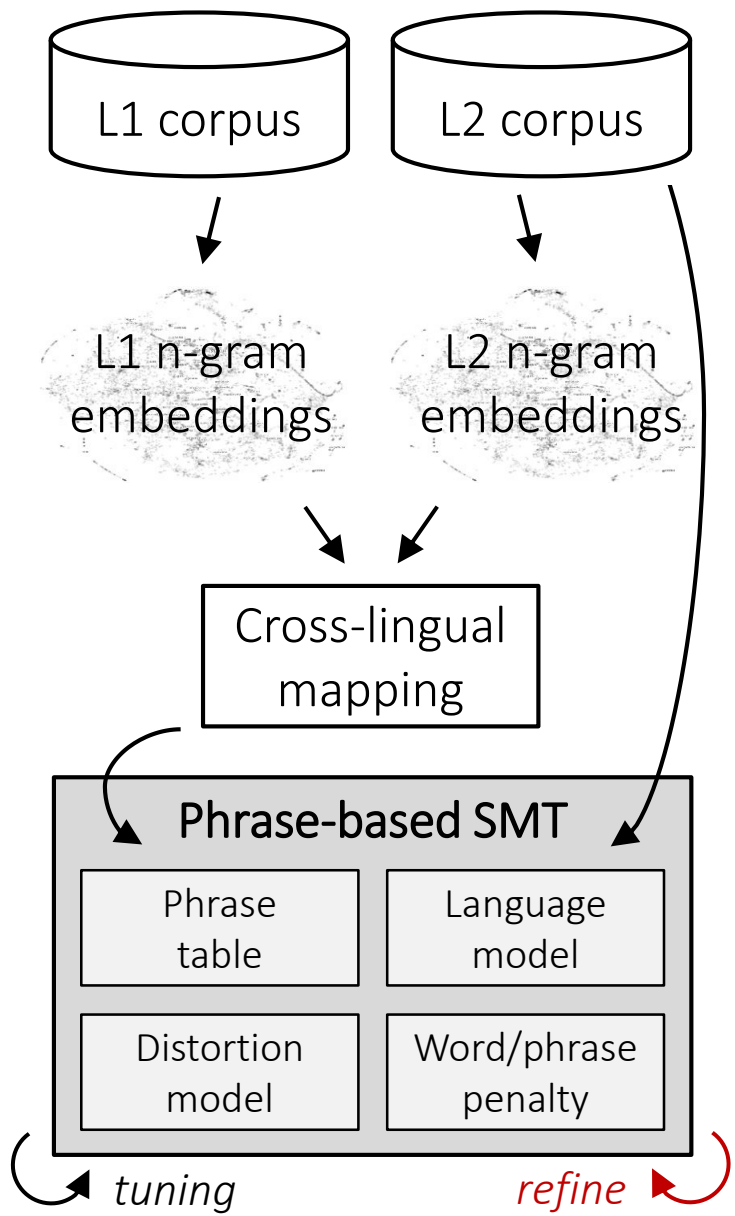 L1 corpus
L2 corpus
L1 n-gram
embeddings
L2 n-gram
embeddings
Cross-lingual
mapping
Phrase-based SMT
Phrase
table
Language
model
Distortion
model
Word/phrase
penalty
tuning
refine